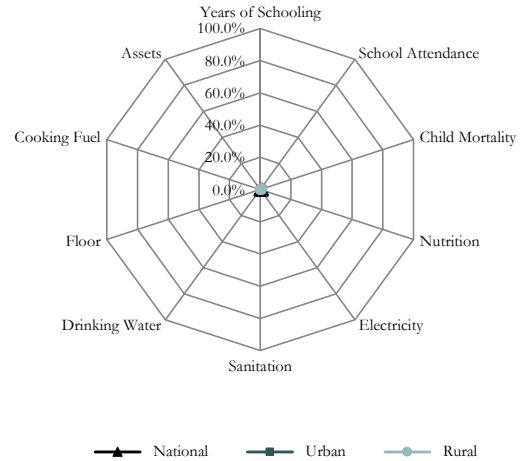 Years of Schooling
100.0%
Assets
School Attendance
80.0%
60.0%
Cooking Fuel
Child Mortality
40.0%
20.0%
0.0%
Floor
Nutrition
Drinking Water
Electricity
Sanitation
National Urban Rural